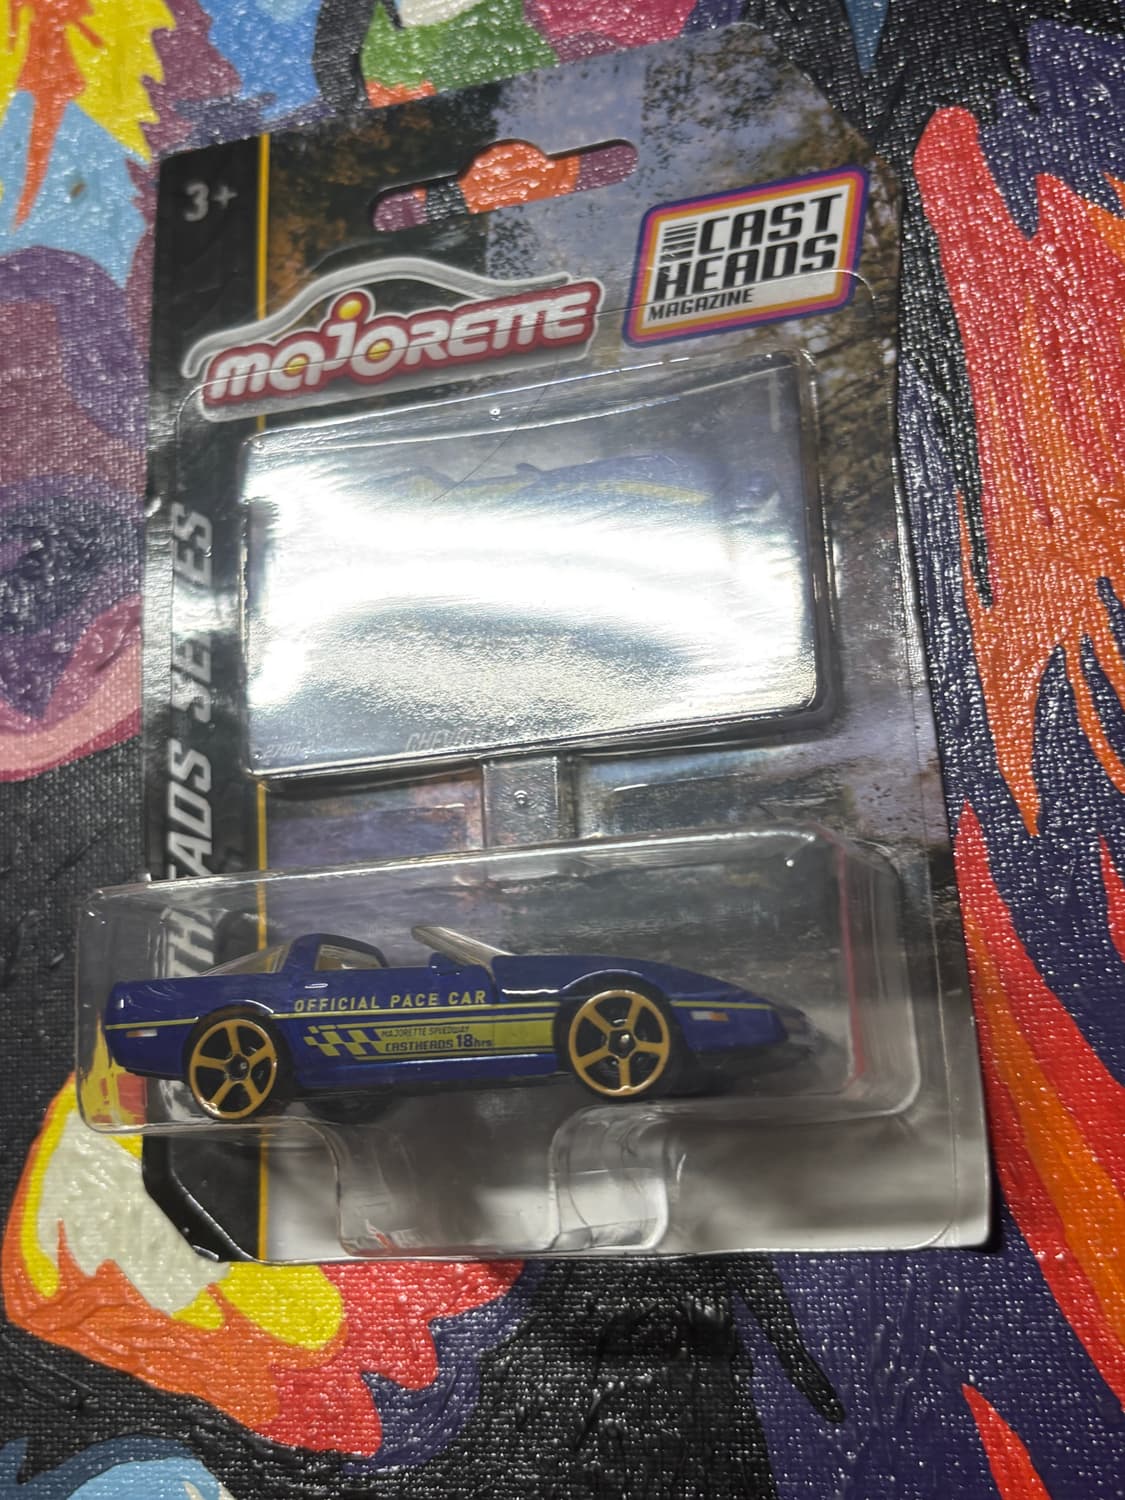 3+
CAST
HEADS
MAGAZINE
MAJORETTE
OFFICIAL PACE CAR
MAJORETTE SPEEDWAY
CASTHEADS 18hrs